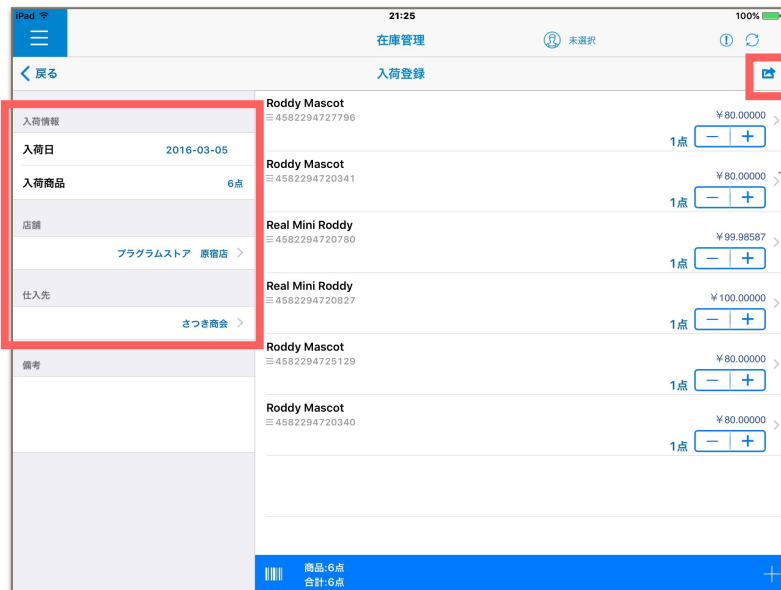 iPad 21:25 100%
在庫管理 未選択
戻る 入荷登録
入荷情報
入荷日 2016-03-05
入荷商品 6点
店舗
プラグラムストア 原宿店
仕入先
さつき商会
備考
Roddy Mascot
4582294727796
¥80.00000
1点 − +
Roddy Mascot
4582294720341
¥80.00000
1点 − +
Real Mini Roddy
4582294720780
¥99.98587
1点 − +
Real Mini Roddy
4582294720827
¥100.00000
1点 − +
Roddy Mascot
4582294725129
¥80.00000
1点 − +
Roddy Mascot
4582294720340
¥80.00000
1点 − +
商品:6点
合計:6点